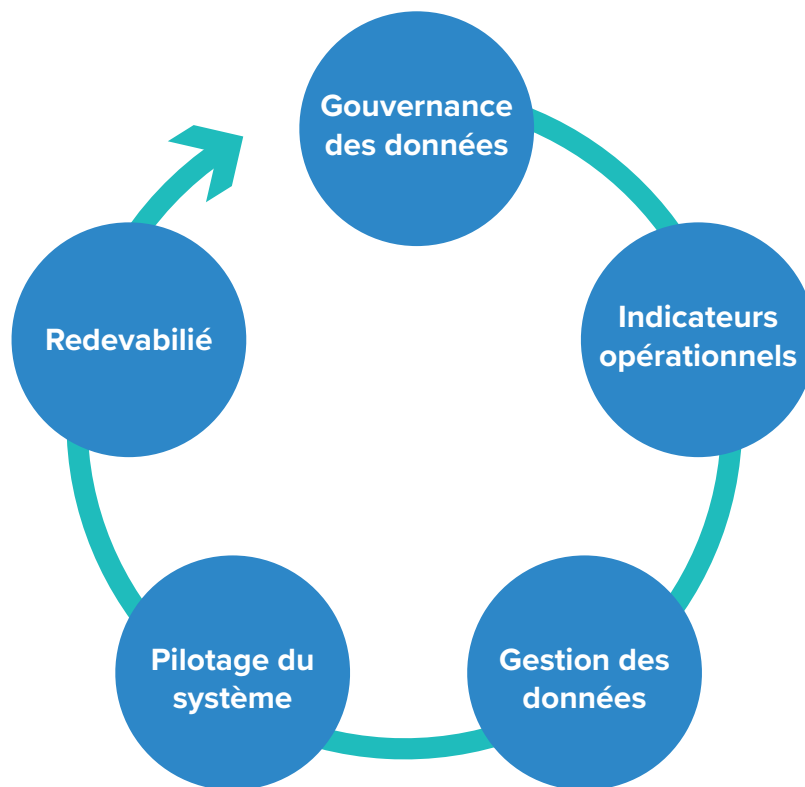 Gouvernance
des données
Indicateurs
opérationnels
Gestion des
données
Pilotage du
système
Redevabilié